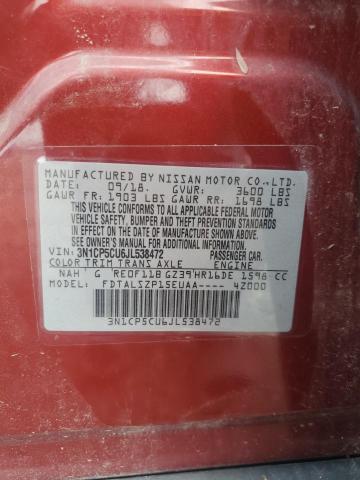 MANUFACTURED BY NISSAN MOTOR CO.,LTD.
DATE: 09/18. GVWR: 3600 LBS
GAWR FR: 1903 LBS GAWR RR: 1698 LBS
THIS VEHICLE CONFORMS TO ALL APPLICABLE FEDERAL MOTOR
VEHICLE SAFETY, BUMPER AND THEFT PREVENTION STANDARDS
IN EFFECT ON THE DATE OF MANUFACTURE SHOWN ABOVE.
SEE OWNER'S MANUAL FOR ADDITIONAL INFORMATION
VIN: 3N1CP5CU6JL538472 PASSENGER CAR.
COLOR TRIM TRANS AXLE ENGINE
NAH G RE0F11B GZ39 HR16DE 1598 CC
FDTALSZP15EUAA---- 4Z000
3N1CP5CU6JL538472